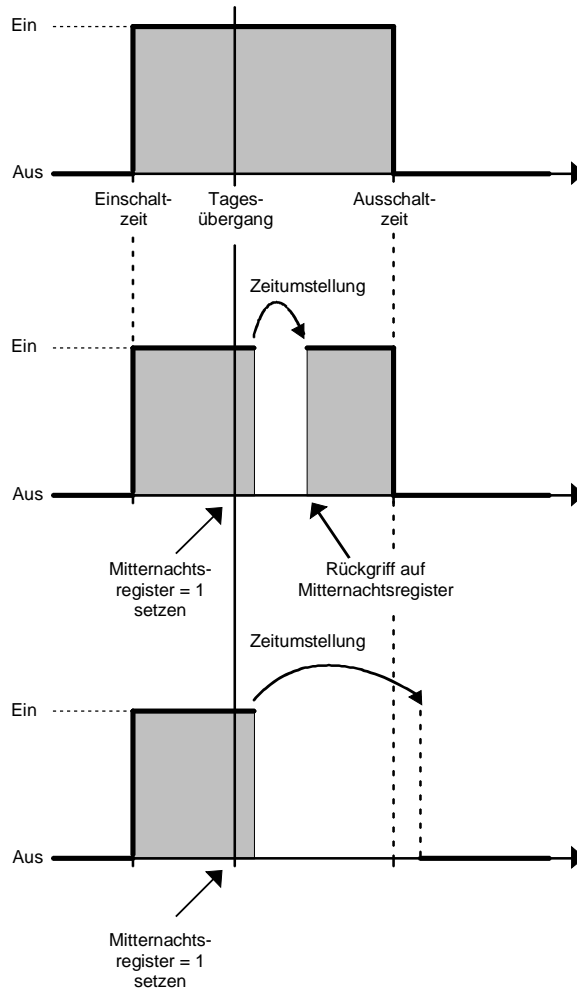 Ein
Aus
Einschalt-
zeit
Tages-
übergang
Ausschalt-
zeit
Zeitumstellung
Ein
Aus
Mitternachts-
register = 1
setzen
Rückgriff auf
Mitternachtsregister
Zeitumstellung
Ein
Aus
Mitternachts-
register = 1
setzen